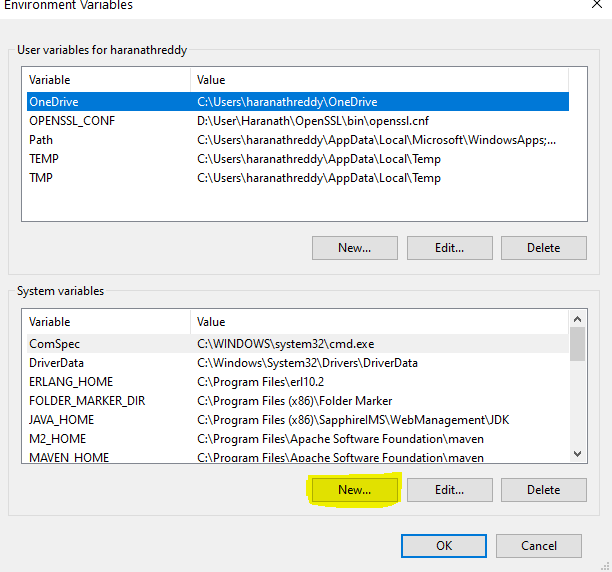 Environment Variables
User variables for haranathreddy
Variable Value
OneDrive C:\Users\haranathreddy\OneDrive
OPENSSL_CONF D:\User\Haranath\OpenSSL\bin\openssl.cnf
Path C:\Users\haranathreddy\AppData\Local\Microsoft\WindowsApps;...
TEMP C:\Users\haranathreddy\AppData\Local\Temp
TMP C:\Users\haranathreddy\AppData\Local\Temp
New... Edit... Delete
System variables
Variable Value
ComSpec C:\WINDOWS\system32\cmd.exe
DriverData C:\Windows\System32\Drivers\DriverData
ERLANG_HOME C:\Program Files\erl10.2
FOLDER_MARKER_DIR C:\Program Files (x86)\Folder Marker
JAVA_HOME C:\Program Files (x86)\SapphireIMS\WebManagement\JDK
M2_HOME C:\Program Files\Apache Software Foundation\maven
MAVEN_HOME C:\Program Files\Apache Software Foundation\maven
New... Edit... Delete
OK Cancel